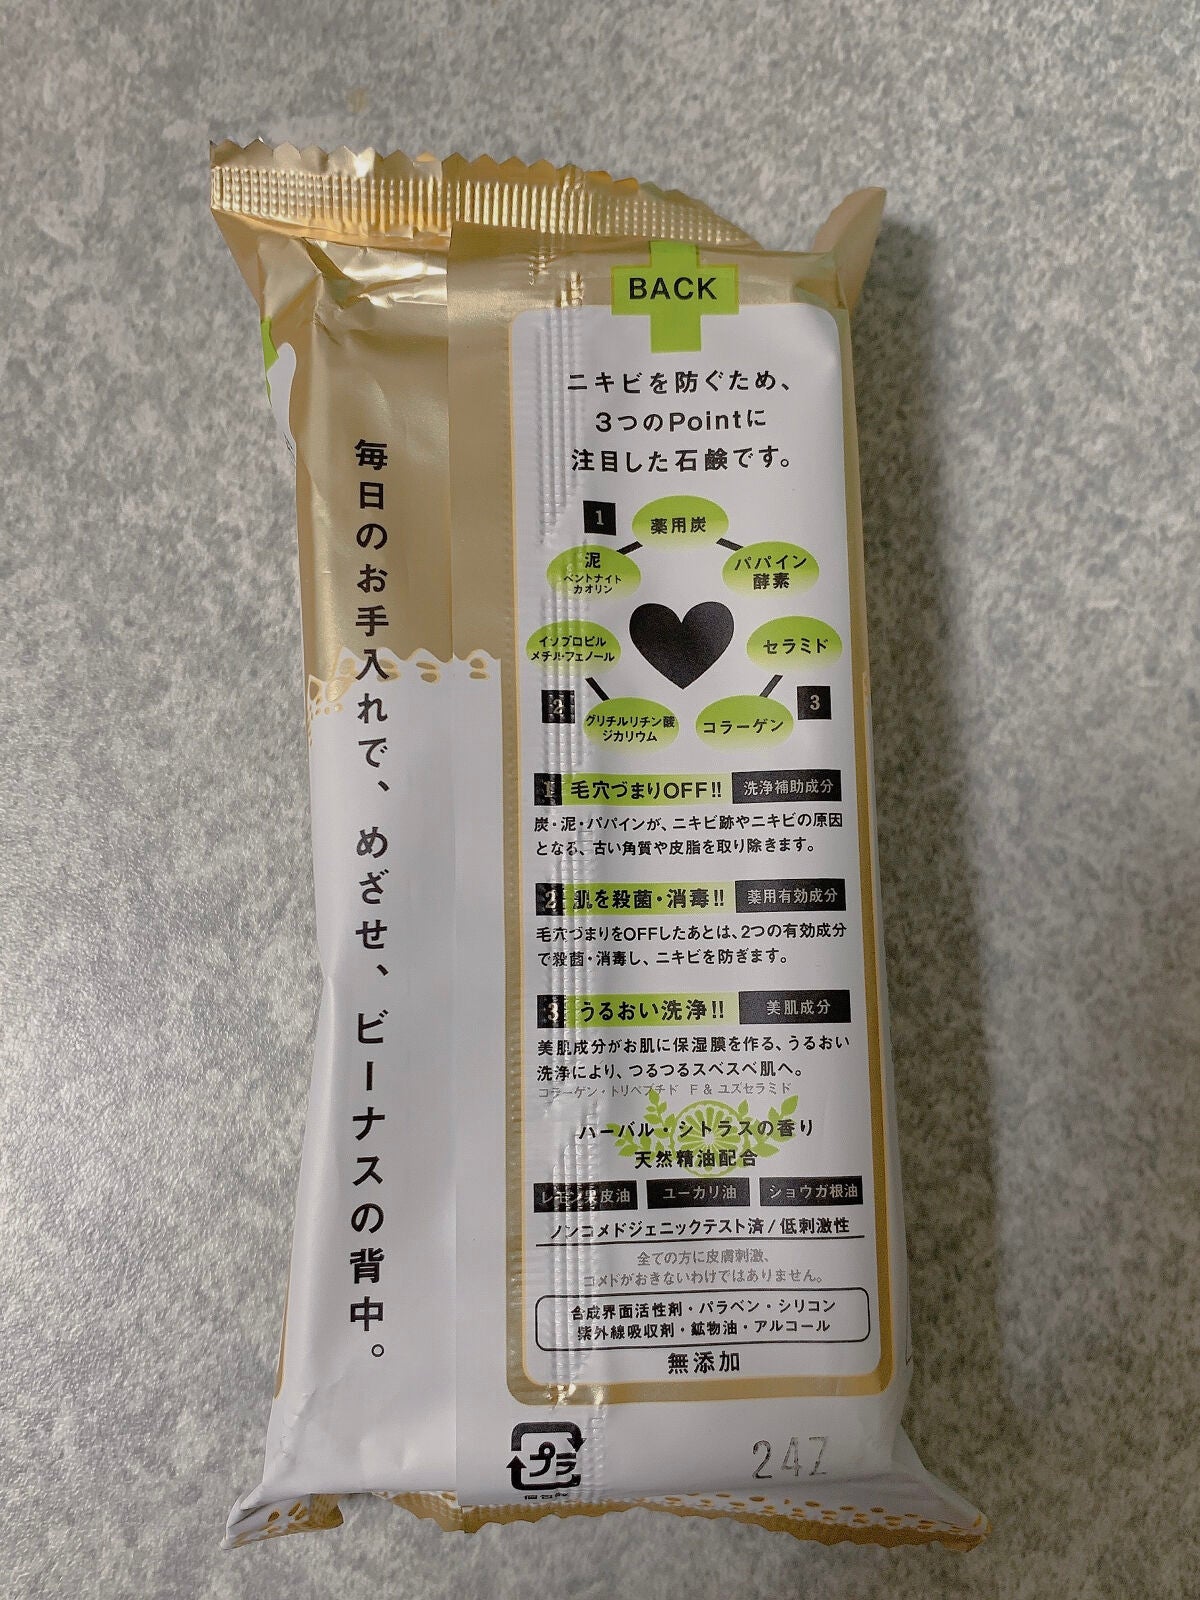 毎日のお手入れで、めざせ、ビーナスの背中。
BACK
ニキビを防ぐため、
3つのPointに
注目した石鹸です。
1
薬用炭
泥
ベントナイト
カオリン
パパイン
酵素
イソプロピル
メチルフェノール
セラミド
2
グリチルリチン酸
ジカリウム
コラーゲン
3
1 毛穴づまりOFF!! 洗浄補助成分
炭・泥・パパインが、ニキビ跡やニキビの原因
となる、古い角質や皮脂を取り除きます。
2 肌を殺菌・消毒!! 薬用有効成分
毛穴づまりをOFFしたあとは、2つの有効成分
で殺菌・消毒し、ニキビを防ぎます。
3 うるおい洗浄!! 美肌成分
美肌成分がお肌に保湿膜を作る、うるおい
洗浄により、つるつるスベスベ肌へ。
コラーゲン・トリペプチド F & ユズセラミド
ハーバル・シトラスの香り
天然精油配合
レモン果皮油 ユーカリ油 ショウガ根油
ノンコメドジェニックテスト済/低刺激性
全ての方に皮膚刺激、
コメドがおきないわけではありません。
合成界面活性剤・パラベン・シリコン
紫外線吸収剤・鉱物油・アルコール
無添加
プラ
247